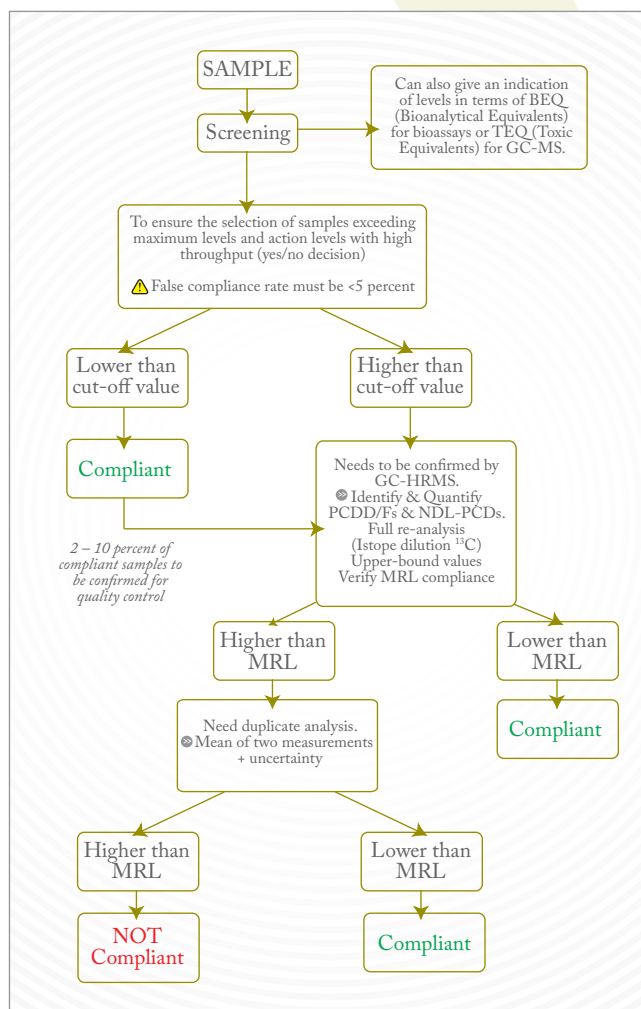 SAMPLE
Can also give an indication
of levels in terms of BEQ
(Bioanalytical Equivalents)
for bioassays or TEQ (Toxic
Equivalents) for GC-MS.
Screening
To ensure the selection of samples exceeding
maximum levels and action levels with high
throughput (yes/no decision)
False compliance rate must be <5 percent
Lower than
cut-off value
Higher than
cut-off value
Compliant
Needs to be confirmed by
GC-HRMS.
Identify & Quantify
PCDD/Fs & NDL-PCDs.
Full re-analysis
(Istope dilution ¹³C)
Upper-bound values
Verify MRL compliance
2 – 10 percent of
compliant samples to
be confirmed for
quality control
Higher than
MRL
Lower than
MRL
Need duplicate analysis.
Mean of two measurements
+ uncertainty
Compliant
Higher than
MRL
Lower than
MRL
NOT
Compliant
Compliant